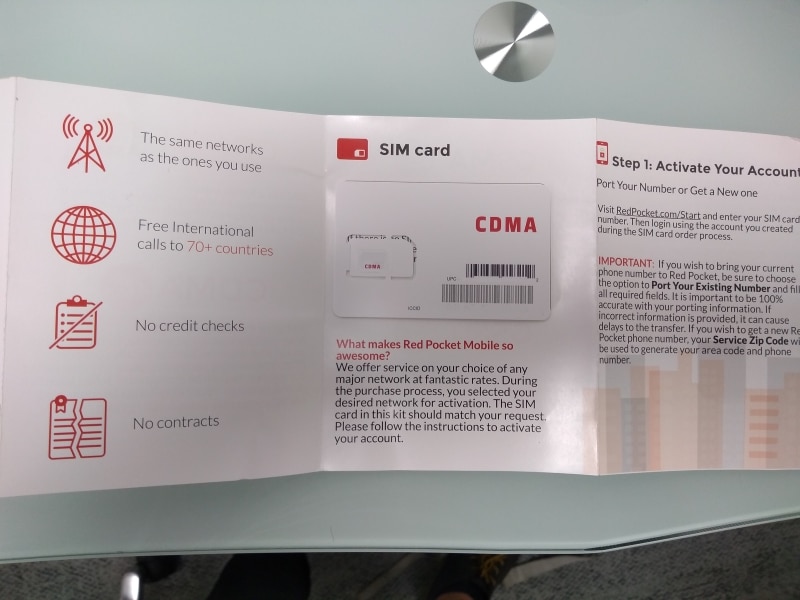 The same networks
as the ones you use
Free International
calls to 70+ countries
No credit checks
No contracts
SIM card
CDMA
CDMA
UPC
ICCID
What makes Red Pocket Mobile so
awesome?
We offer service on your choice of any
major network at fantastic rates. During
the purchase process, you selected your
desired network for activation. The SIM
card in this kit should match your request.
Please follow the instructions to activate
your account.
Step 1: Activate Your Account
Port Your Number or Get a New one
Visit RedPocket.com/Start and enter your SIM card
number. Then login using the account you created
during the SIM card order process.
IMPORTANT: If you wish to bring your current
phone number to Red Pocket, be sure to choose
the option to Port Your Existing Number and fill
all required fields. It is important to be 100%
accurate with your porting information. If
incorrect information is provided, it can cause
delays to the transfer. If you wish to get a new Re
Pocket phone number, your Service Zip Code wi
be used to generate your area code and phone
number.